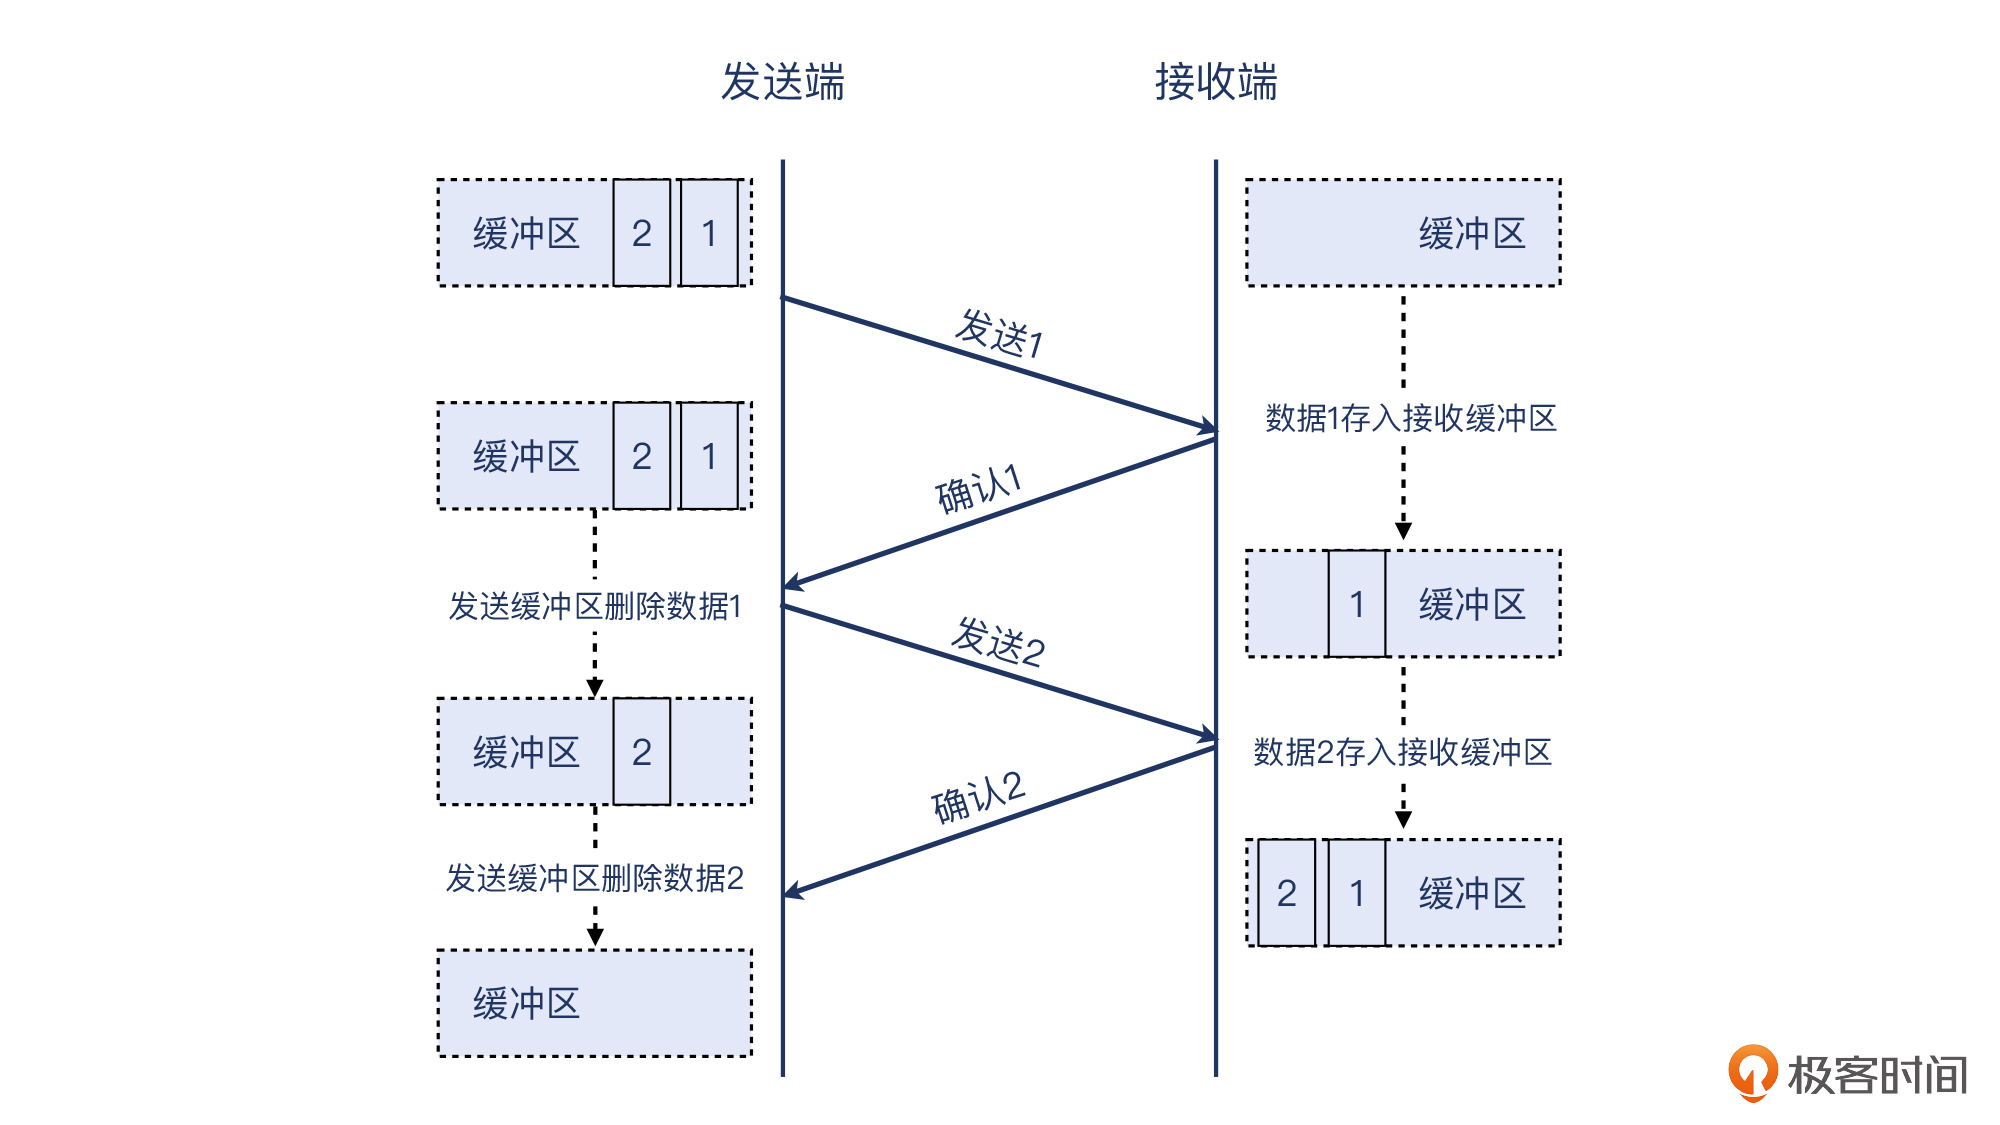 发送端
接收端
缓冲区 2 1
缓冲区
发送1
缓冲区 2 1
数据1存入接收缓冲区
确认1
发送缓冲区删除数据1
1 缓冲区
发送2
缓冲区 2
数据2存入接收缓冲区
确认2
发送缓冲区删除数据2
2 1 缓冲区
缓冲区
极客时间